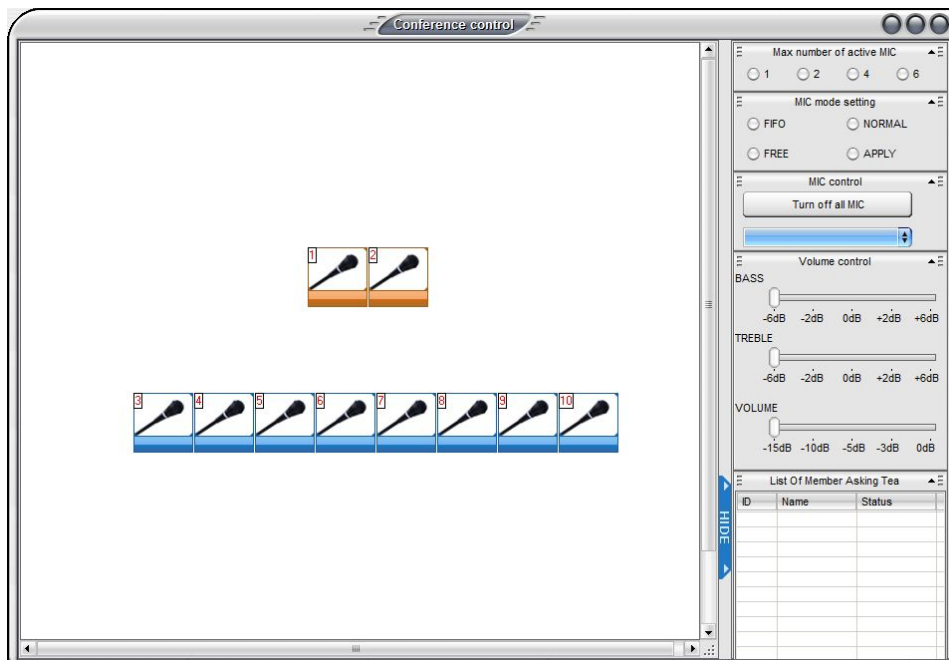 Conference control
Max number of active MIC
1 2 4 6
MIC mode setting
FIFO NORMAL
FREE APPLY
MIC control
Turn off all MIC
Volume control
BASS
-6dB -2dB 0dB +2dB +6dB
TREBLE
-6dB -2dB 0dB +2dB +6dB
VOLUME
-15dB -10dB -5dB -3dB 0dB
List Of Member Asking Tea
ID Name Status
HIDE
1 2
3 4 5 6 7 8 9 10